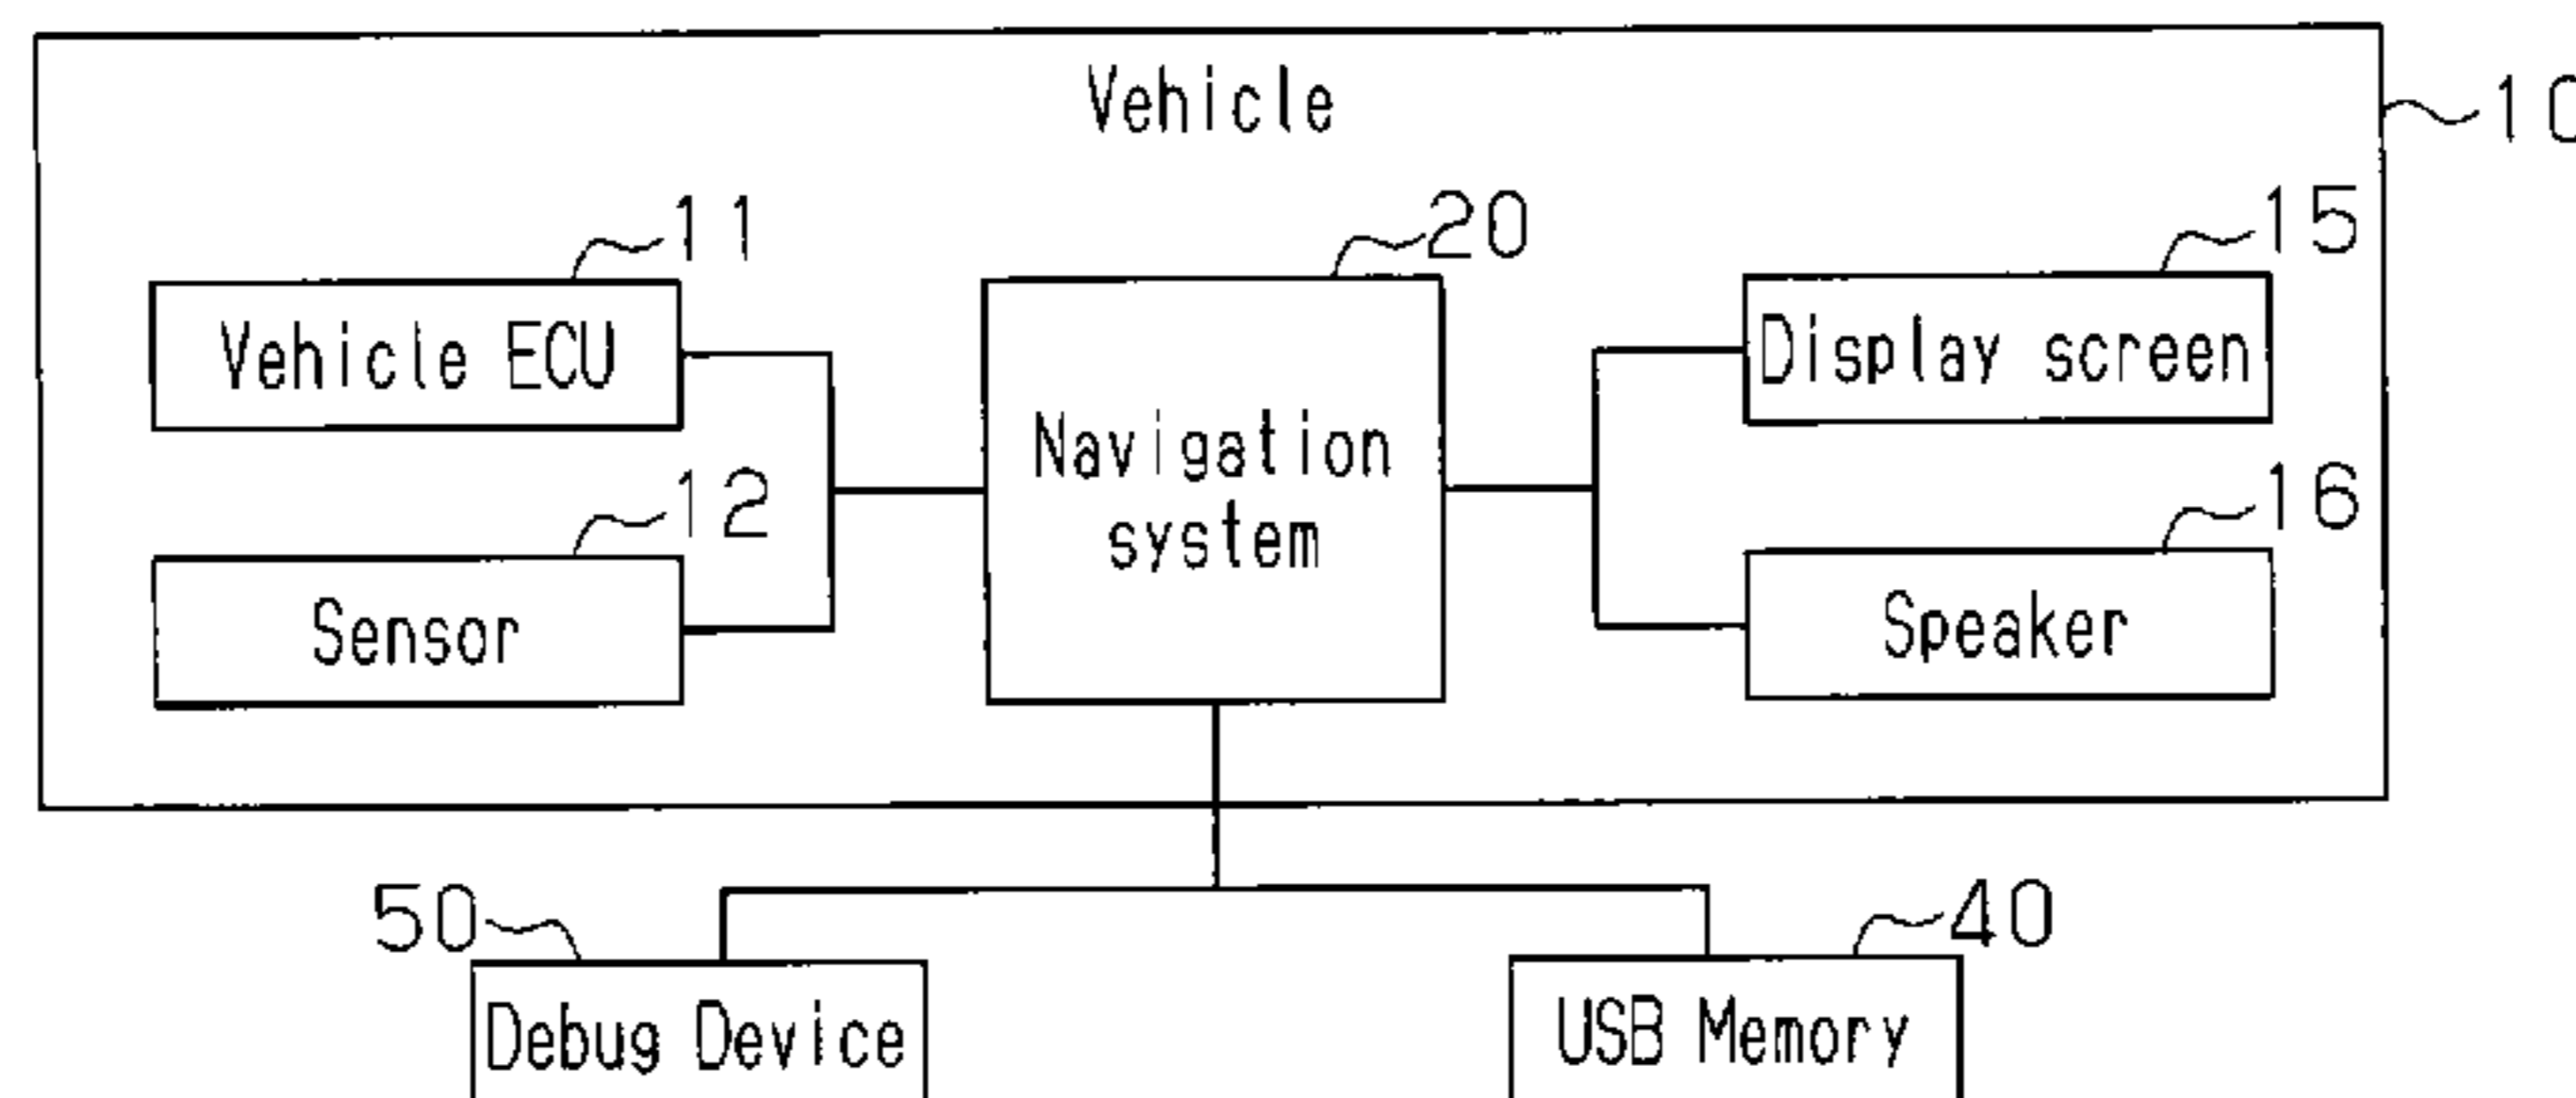 Vehicle
10
11
20
15
Vehicle ECU
Display screen
Navigation
system
12
16
Sensor
Speaker
50
40
Debug Device
USB Memory